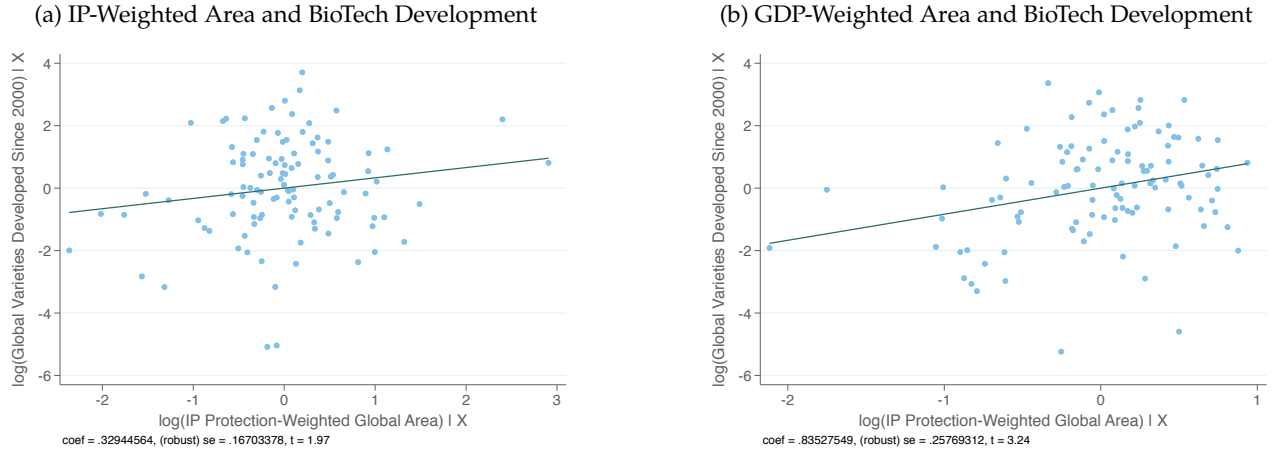 (a) IP-Weighted Area and BioTech Development
log(Global Varieties Developed Since 2000) | X
4
2
0
-2
-4
-6
-2
-1
0
1
2
3
log(IP Protection-Weighted Global Area) | X
coef = .32944564, (robust) se = .16703378, t = 1.97
(b) GDP-Weighted Area and BioTech Development
log(Global Varieties Developed Since 2000) | X
4
2
0
-2
-4
-6
-2
-1
0
1
log(IP Protection-Weighted Global Area) | X
coef = .83527549, (robust) se = .25769312, t = 3.24